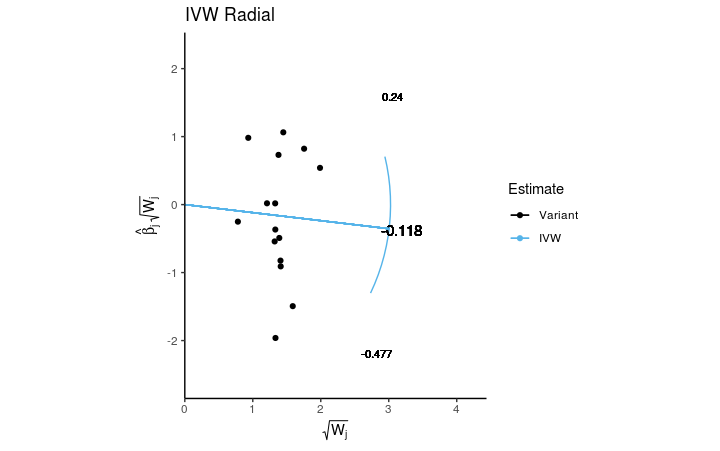 IVW Radial
2
1
0
-1
-2
β̂j√Wj
0.24
-0.118
-0.477
0
1
2
3
4
√Wj
Estimate
Variant
IVW